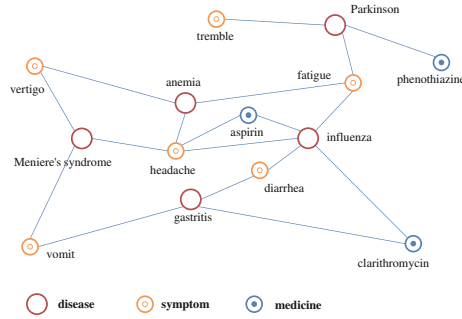 Parkinson
tremble
fatigue
phenothiazine
vertigo
anemia
aspirin
influenza
Meniere's syndrome
headache
diarrhea
gastritis
vomit
clarithromycin
disease symptom medicine